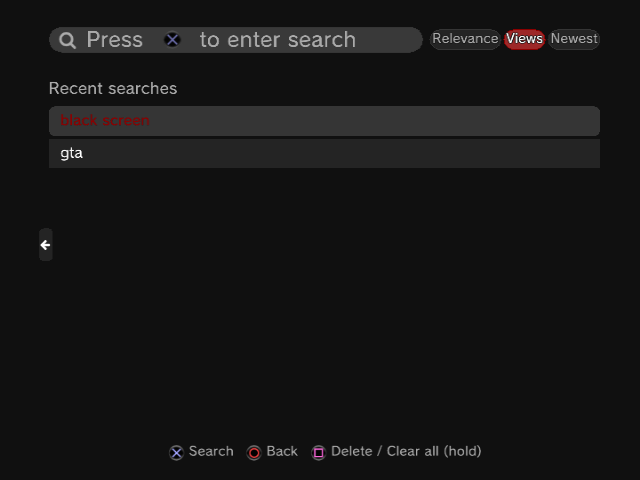 Press to enter search
Relevance Views Newest
Recent searches
black screen
gta
Search Back Delete / Clear all (hold)